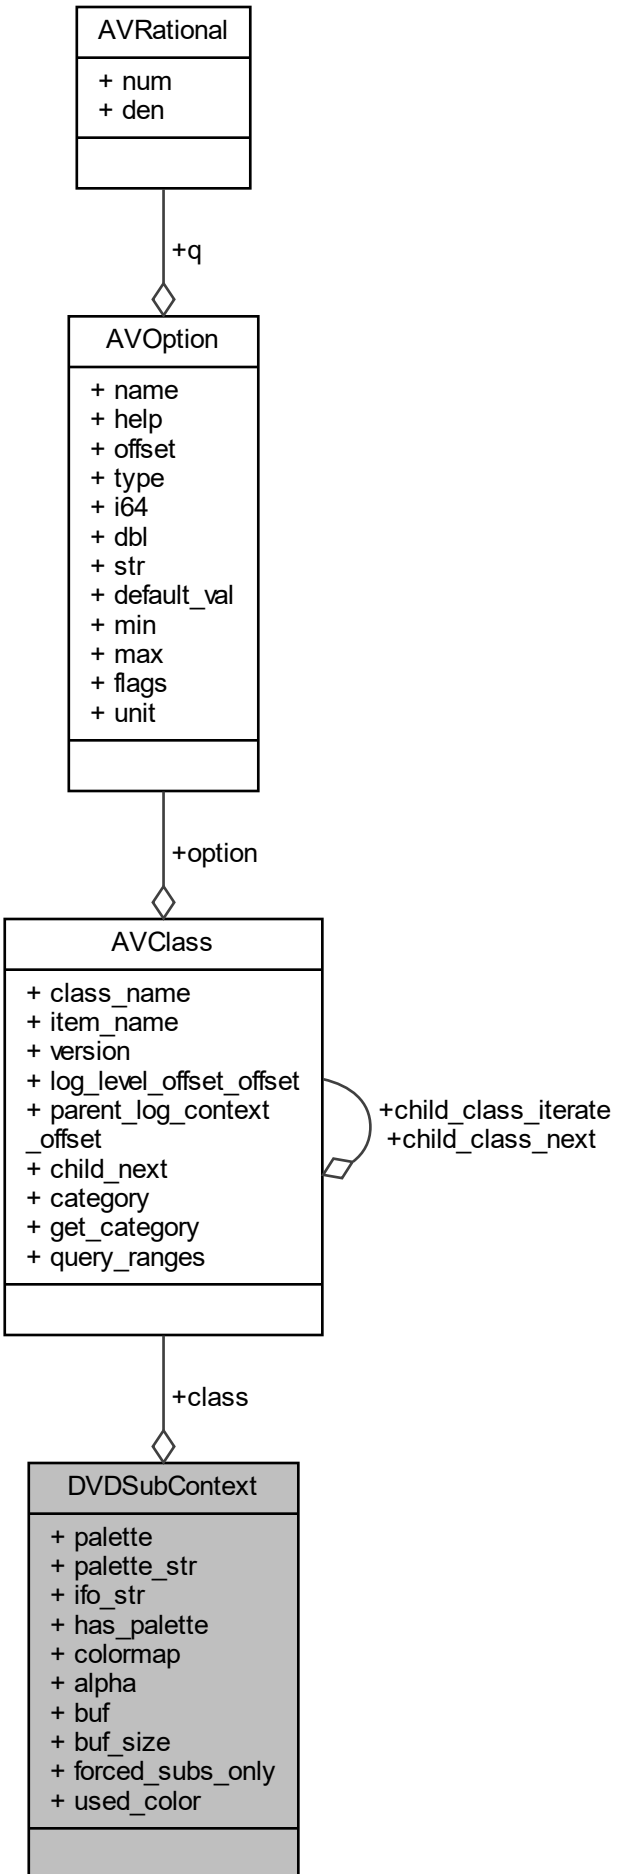 AVRational
+ num
+ den
+q
AVOption
+ name
+ help
+ offset
+ type
+ i64
+ dbl
+ str
+ default_val
+ min
+ max
+ flags
+ unit
+option
AVClass
+ class_name
+ item_name
+ version
+ log_level_offset_offset
+ parent_log_context
_offset
+ child_next
+ category
+ get_category
+ query_ranges
+child_class_iterate
+child_class_next
+class
DVDSubContext
+ palette
+ palette_str
+ ifo_str
+ has_palette
+ colormap
+ alpha
+ buf
+ buf_size
+ forced_subs_only
+ used_color